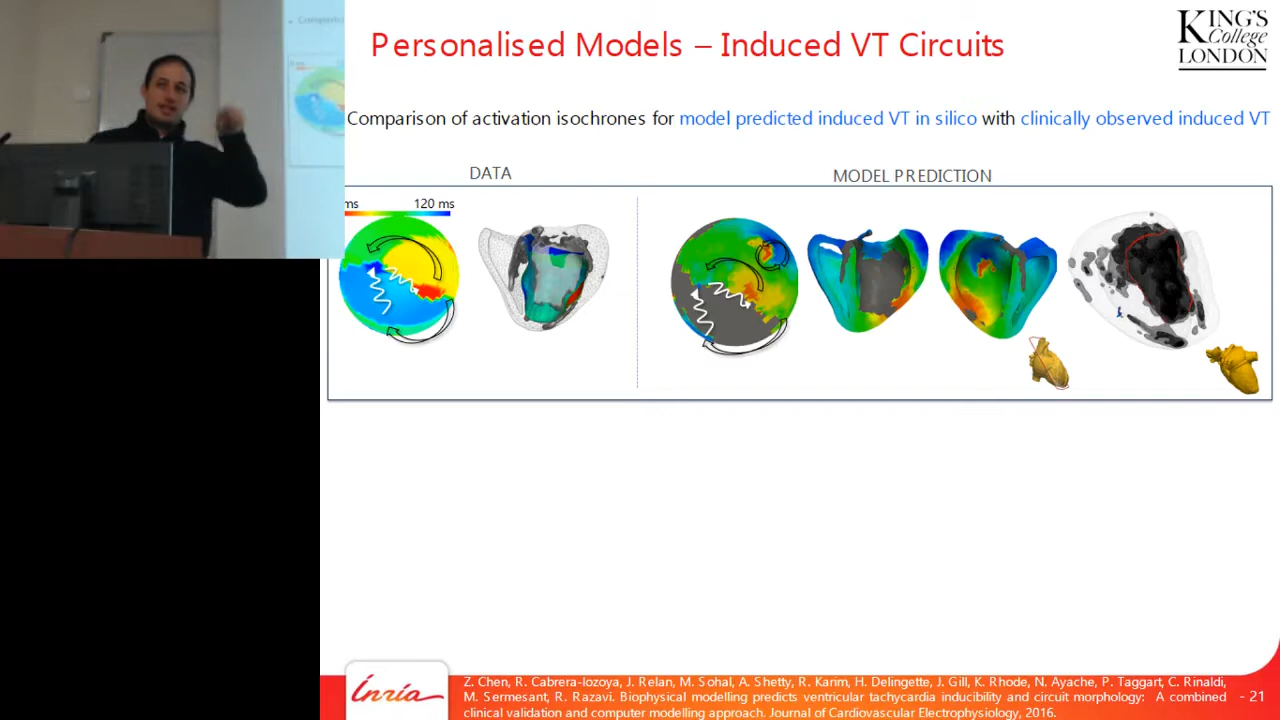 Personalised Models – Induced VT Circuits
KING'S
College
LONDON
Comparison of activation isochrones for model predicted induced VT in silico with clinically observed induced VT
DATA
MODEL PREDICTION
ms
120 ms
Inria
Z. Chen, R. Cabrera-lozoya, J. Relan, M. Sohal, A. Shetty, R. Karim, H. Delingette, J. Gill, K. Rhode, N. Ayache, P. Taggart, C. Rinaldi,
M. Sermesant, R. Razavi. Biophysical modelling predicts ventricular tachycardia inducibility and circuit morphology: A combined
clinical validation and computer modelling approach. Journal of Cardiovascular Electrophysiology, 2016.
- 21